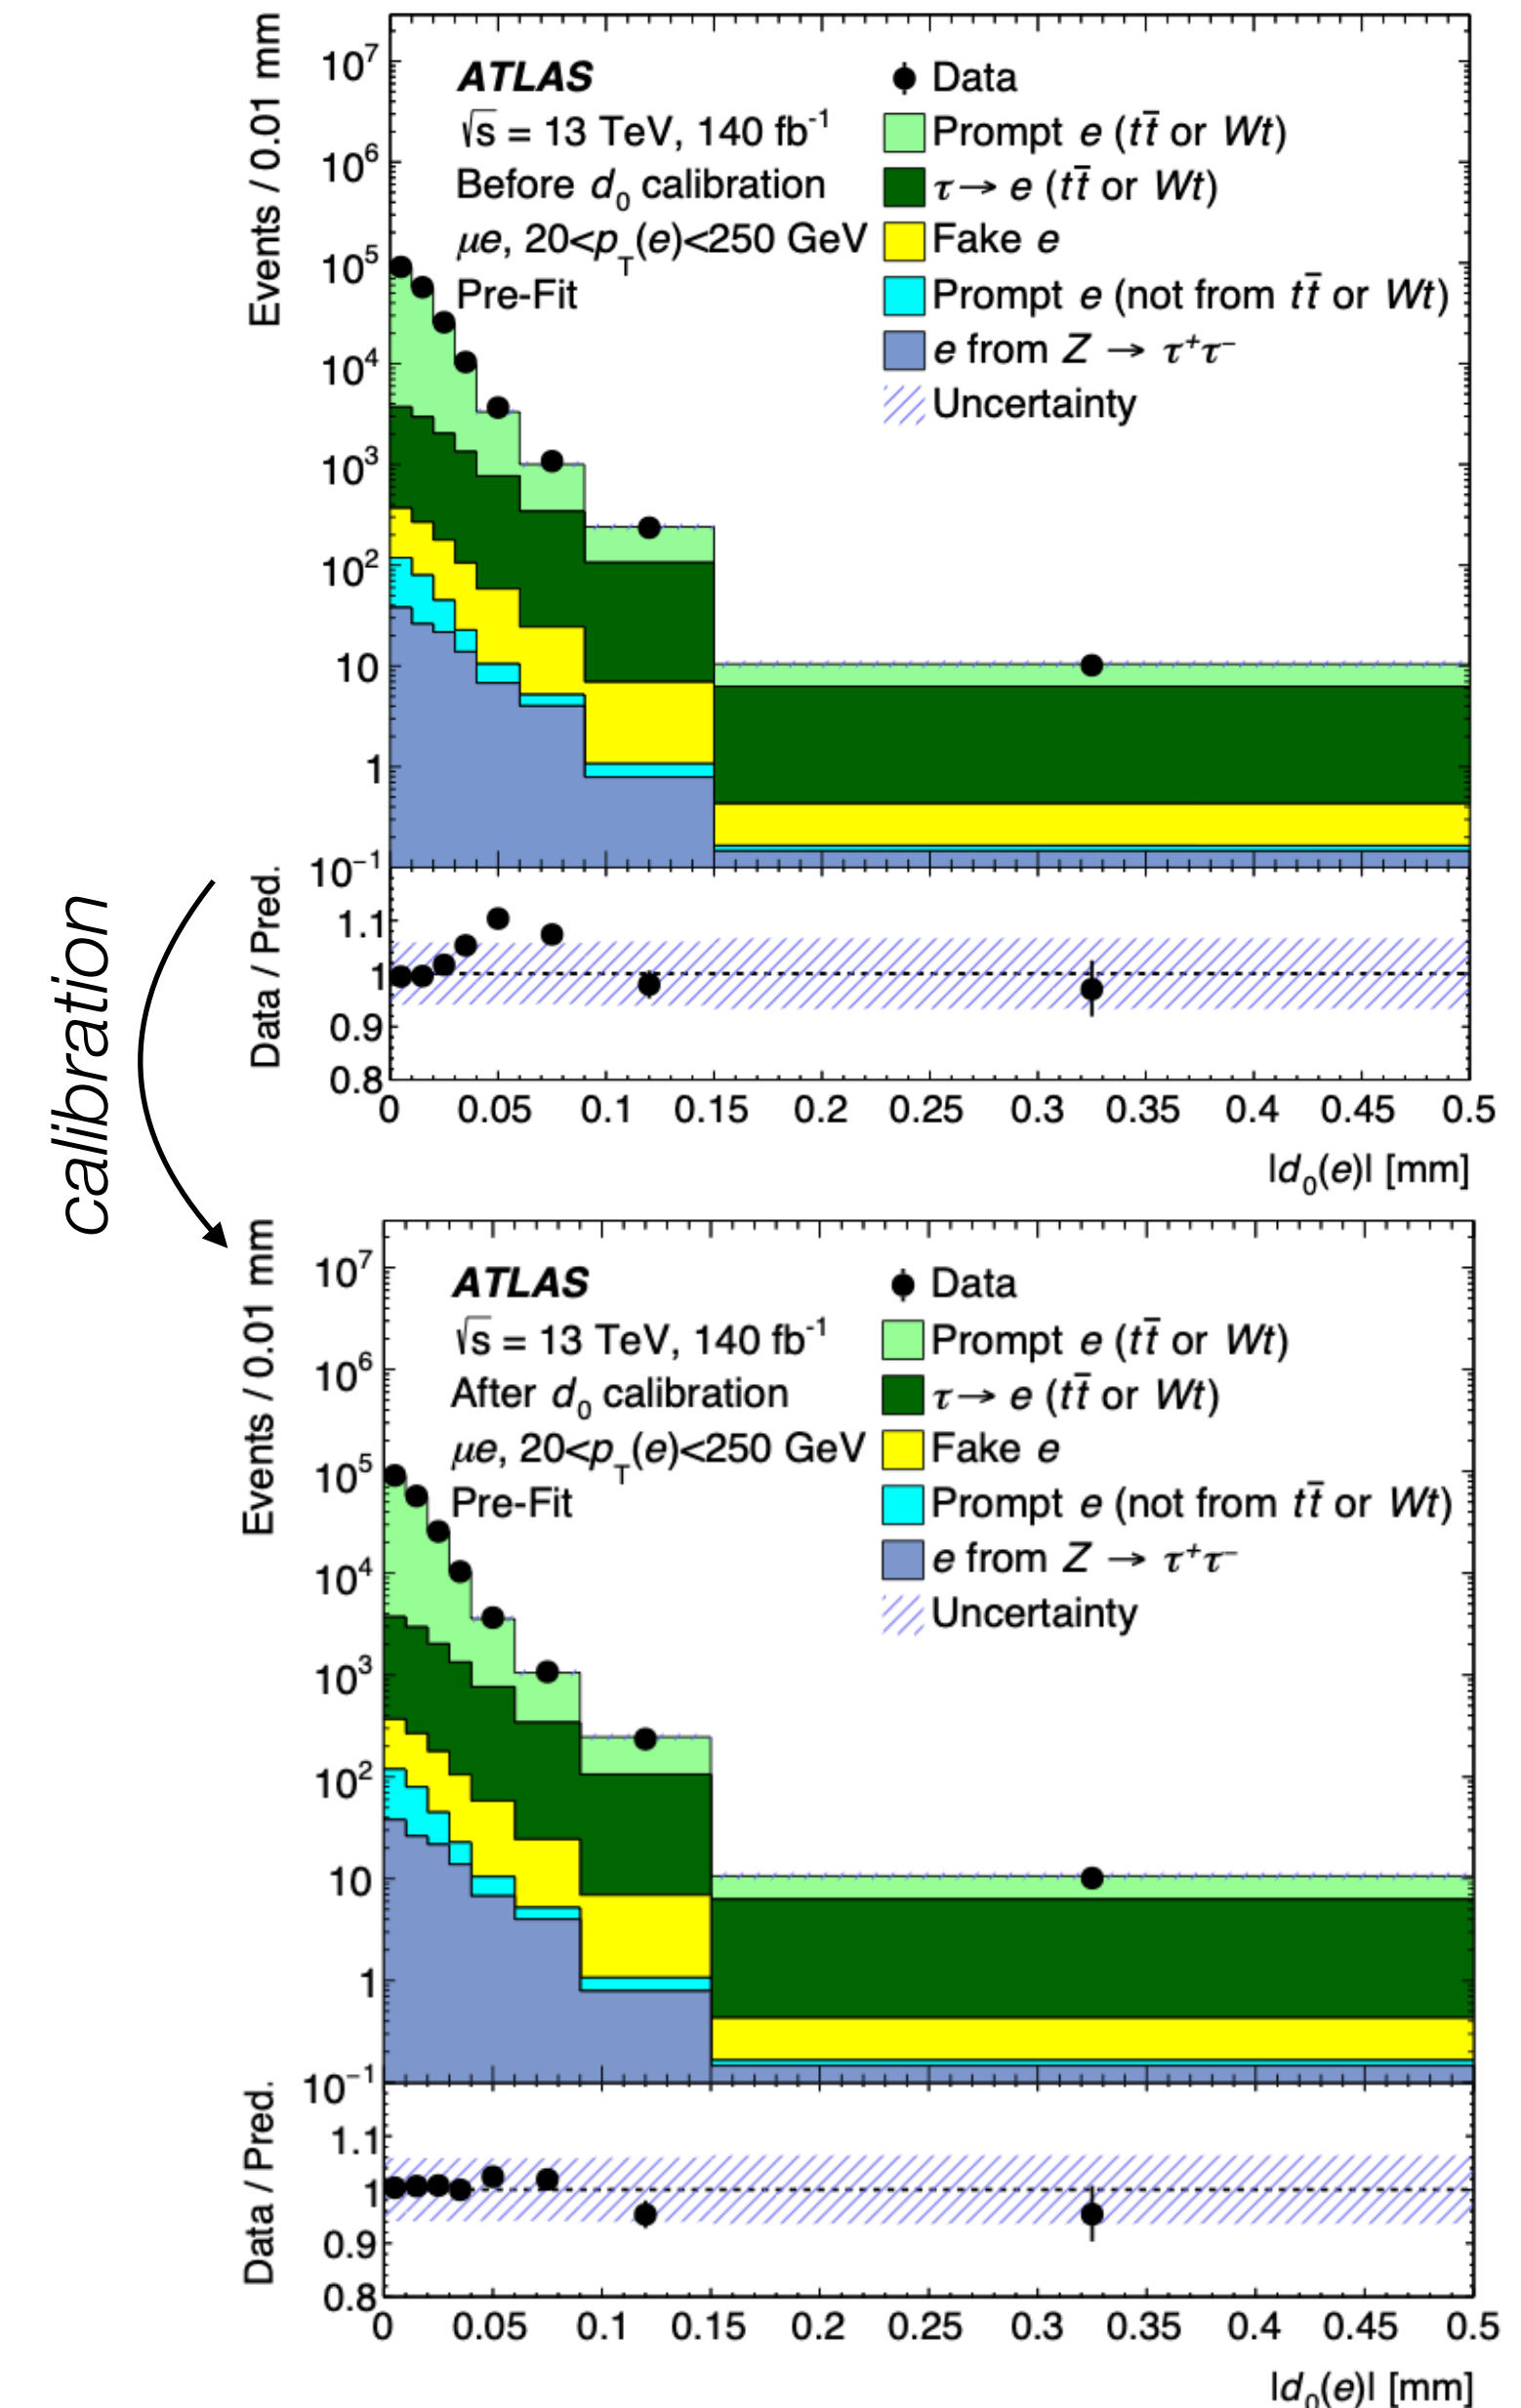 Events / 0.01 mm
10⁷
10⁶
10⁵
10⁴
10³
10²
10
1
10⁻¹
ATLAS
√s = 13 TeV, 140 fb⁻¹
Before d₀ calibration
μe, 20<p_T(e)<250 GeV
Pre-Fit
Data
Prompt e (tt̄ or Wt)
τ→ e (tt̄ or Wt)
Fake e
Prompt e (not from tt̄ or Wt)
e from Z → τ⁺τ⁻
Uncertainty
Data / Pred.
1.1
1
0.9
0.8
0 0.05 0.1 0.15 0.2 0.25 0.3 0.35 0.4 0.45 0.5
|d₀(e)| [mm]
calibration
Events / 0.01 mm
10⁷
10⁶
10⁵
10⁴
10³
10²
10
1
10⁻¹
ATLAS
√s = 13 TeV, 140 fb⁻¹
After d₀ calibration
μe, 20<p_T(e)<250 GeV
Pre-Fit
Data
Prompt e (tt̄ or Wt)
τ→ e (tt̄ or Wt)
Fake e
Prompt e (not from tt̄ or Wt)
e from Z → τ⁺τ⁻
Uncertainty
Data / Pred.
1.1
1
0.9
0.8
0 0.05 0.1 0.15 0.2 0.25 0.3 0.35 0.4 0.45 0.5
|d₀(e)| [mm]